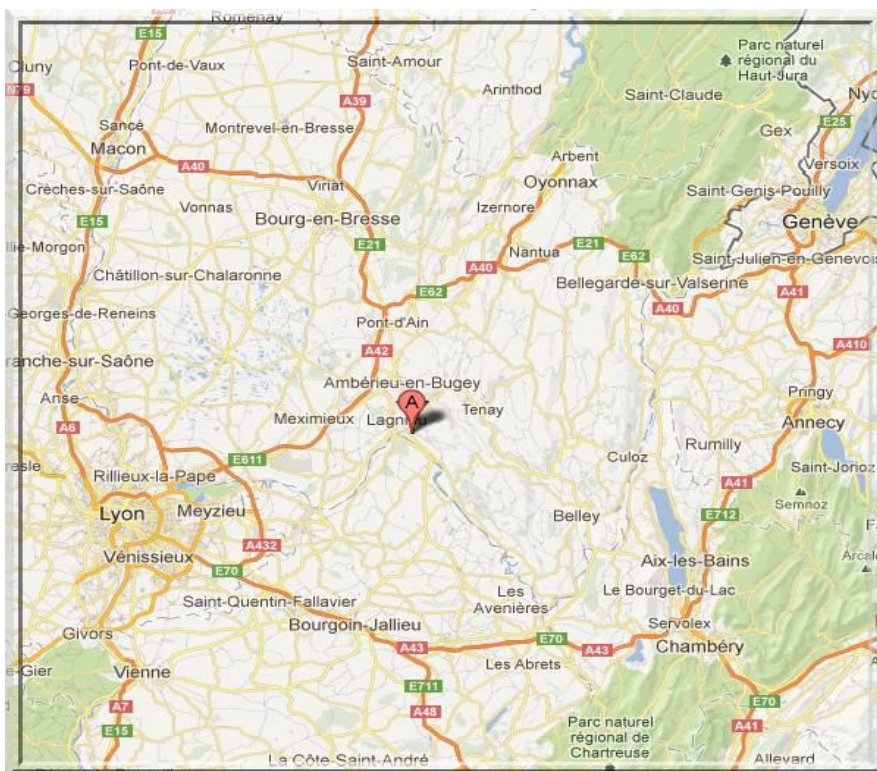 Romenay
E15
Parc naturel
régional du
Haut-Jura
Cluny
Pont-de-Vaux
Saint-Amour
N79
A39
Arinthod
Saint-Claude
Nyo
E25
Sancé
Montrevel-en-Bresse
Gex
Macon
Arbent
Versoix
A40
Viriat
Oyonnax
Crèches-sur-Saône
Saint-Genis-Pouilly
Vonnas
Izernore
E15
Bourg-en-Bresse
Genève
llie-Morgon
E21
Nantua
E21
E62
Saint-Julien-en-Genevois
Châtillon-sur-Chalaronne
A40
Bellegarde-sur-Valserine
E62
A41
-Georges-de-Reneins
A40
Pont-d'Ain
A42
A410
ranche-sur-Saône
Ambérieu-en-Bugey
Anse
A
Pringy
Meximieux
Tenay
A6
Annecy
Rumilly
E611
Culoz
resle
Rillieux-la-Pape
Saint-Jorioz
A41
Semnoz
Lyon
Meyzieu
Belley
E712
A432
Vénissieux
Aix-les-Bains
E70
Les
Avenières
Le Bourget-du-Lac
Saint-Quentin-Fallavier
Bourgoin-Jallieu
Servolex
Givors
A43
E70
A43
Chambéry
e-Gier
Vienne
Les Abrets
E711
E70
A7
A48
Parc naturel
régional de
Chartreuse
A41
E15
La Côte-Saint-André
Allevard